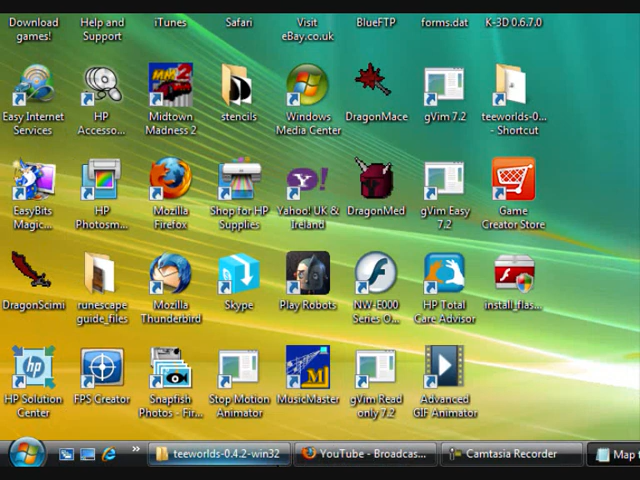 Download games!
Help and Support
iTunes
Safari
Visit eBay.co.uk
BlueFTP
forms.dat
K-3D 0.6.7.0
Easy Internet Services
HP Accesso...
Midtown Madness 2
stencils
Windows Media Center
DragonMace
gVim 7.2
teeworlds-0... - Shortcut
EasyBits Magic...
HP Photosm...
Mozilla Firefox
Shop for HP Supplies
Yahoo! UK & Ireland
DragonMed
gVim Easy 7.2
Game Creator Store
DragonScimi
runescape guide_files
Mozilla Thunderbird
Skype
Play Robots
NW-E000 Series O...
HP Total Care Advisor
install_flas...
HP Solution Center
FPS Creator
Snapfish Photos - Fir...
Stop Motion Animator
MusicMaster
gVim Read only 7.2
Advanced GIF Animator
teeworlds-0.4.2-win32
YouTube - Broadcas...
Camtasia Recorder
Map f